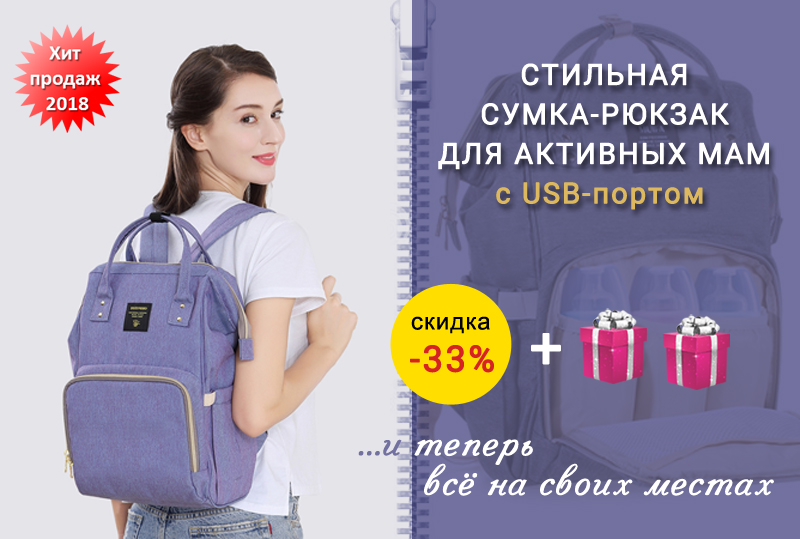 Хит
продаж
2018
СТИЛЬНАЯ
СУМКА-РЮКЗАК
ДЛЯ АКТИВНЫХ МАМ
с USB-портом
скидка
-33%
+
...и теперь
всё на своих местах